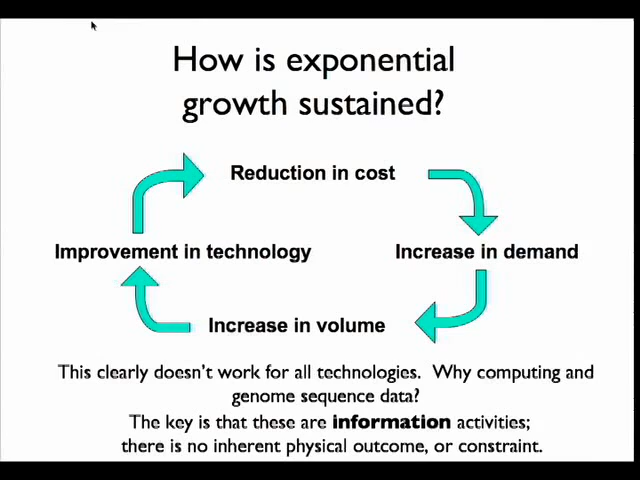 How is exponential
growth sustained?
Reduction in cost
Improvement in technology
Increase in demand
Increase in volume
This clearly doesn't work for all technologies. Why computing and
genome sequence data?
The key is that these are information activities;
there is no inherent physical outcome, or constraint.